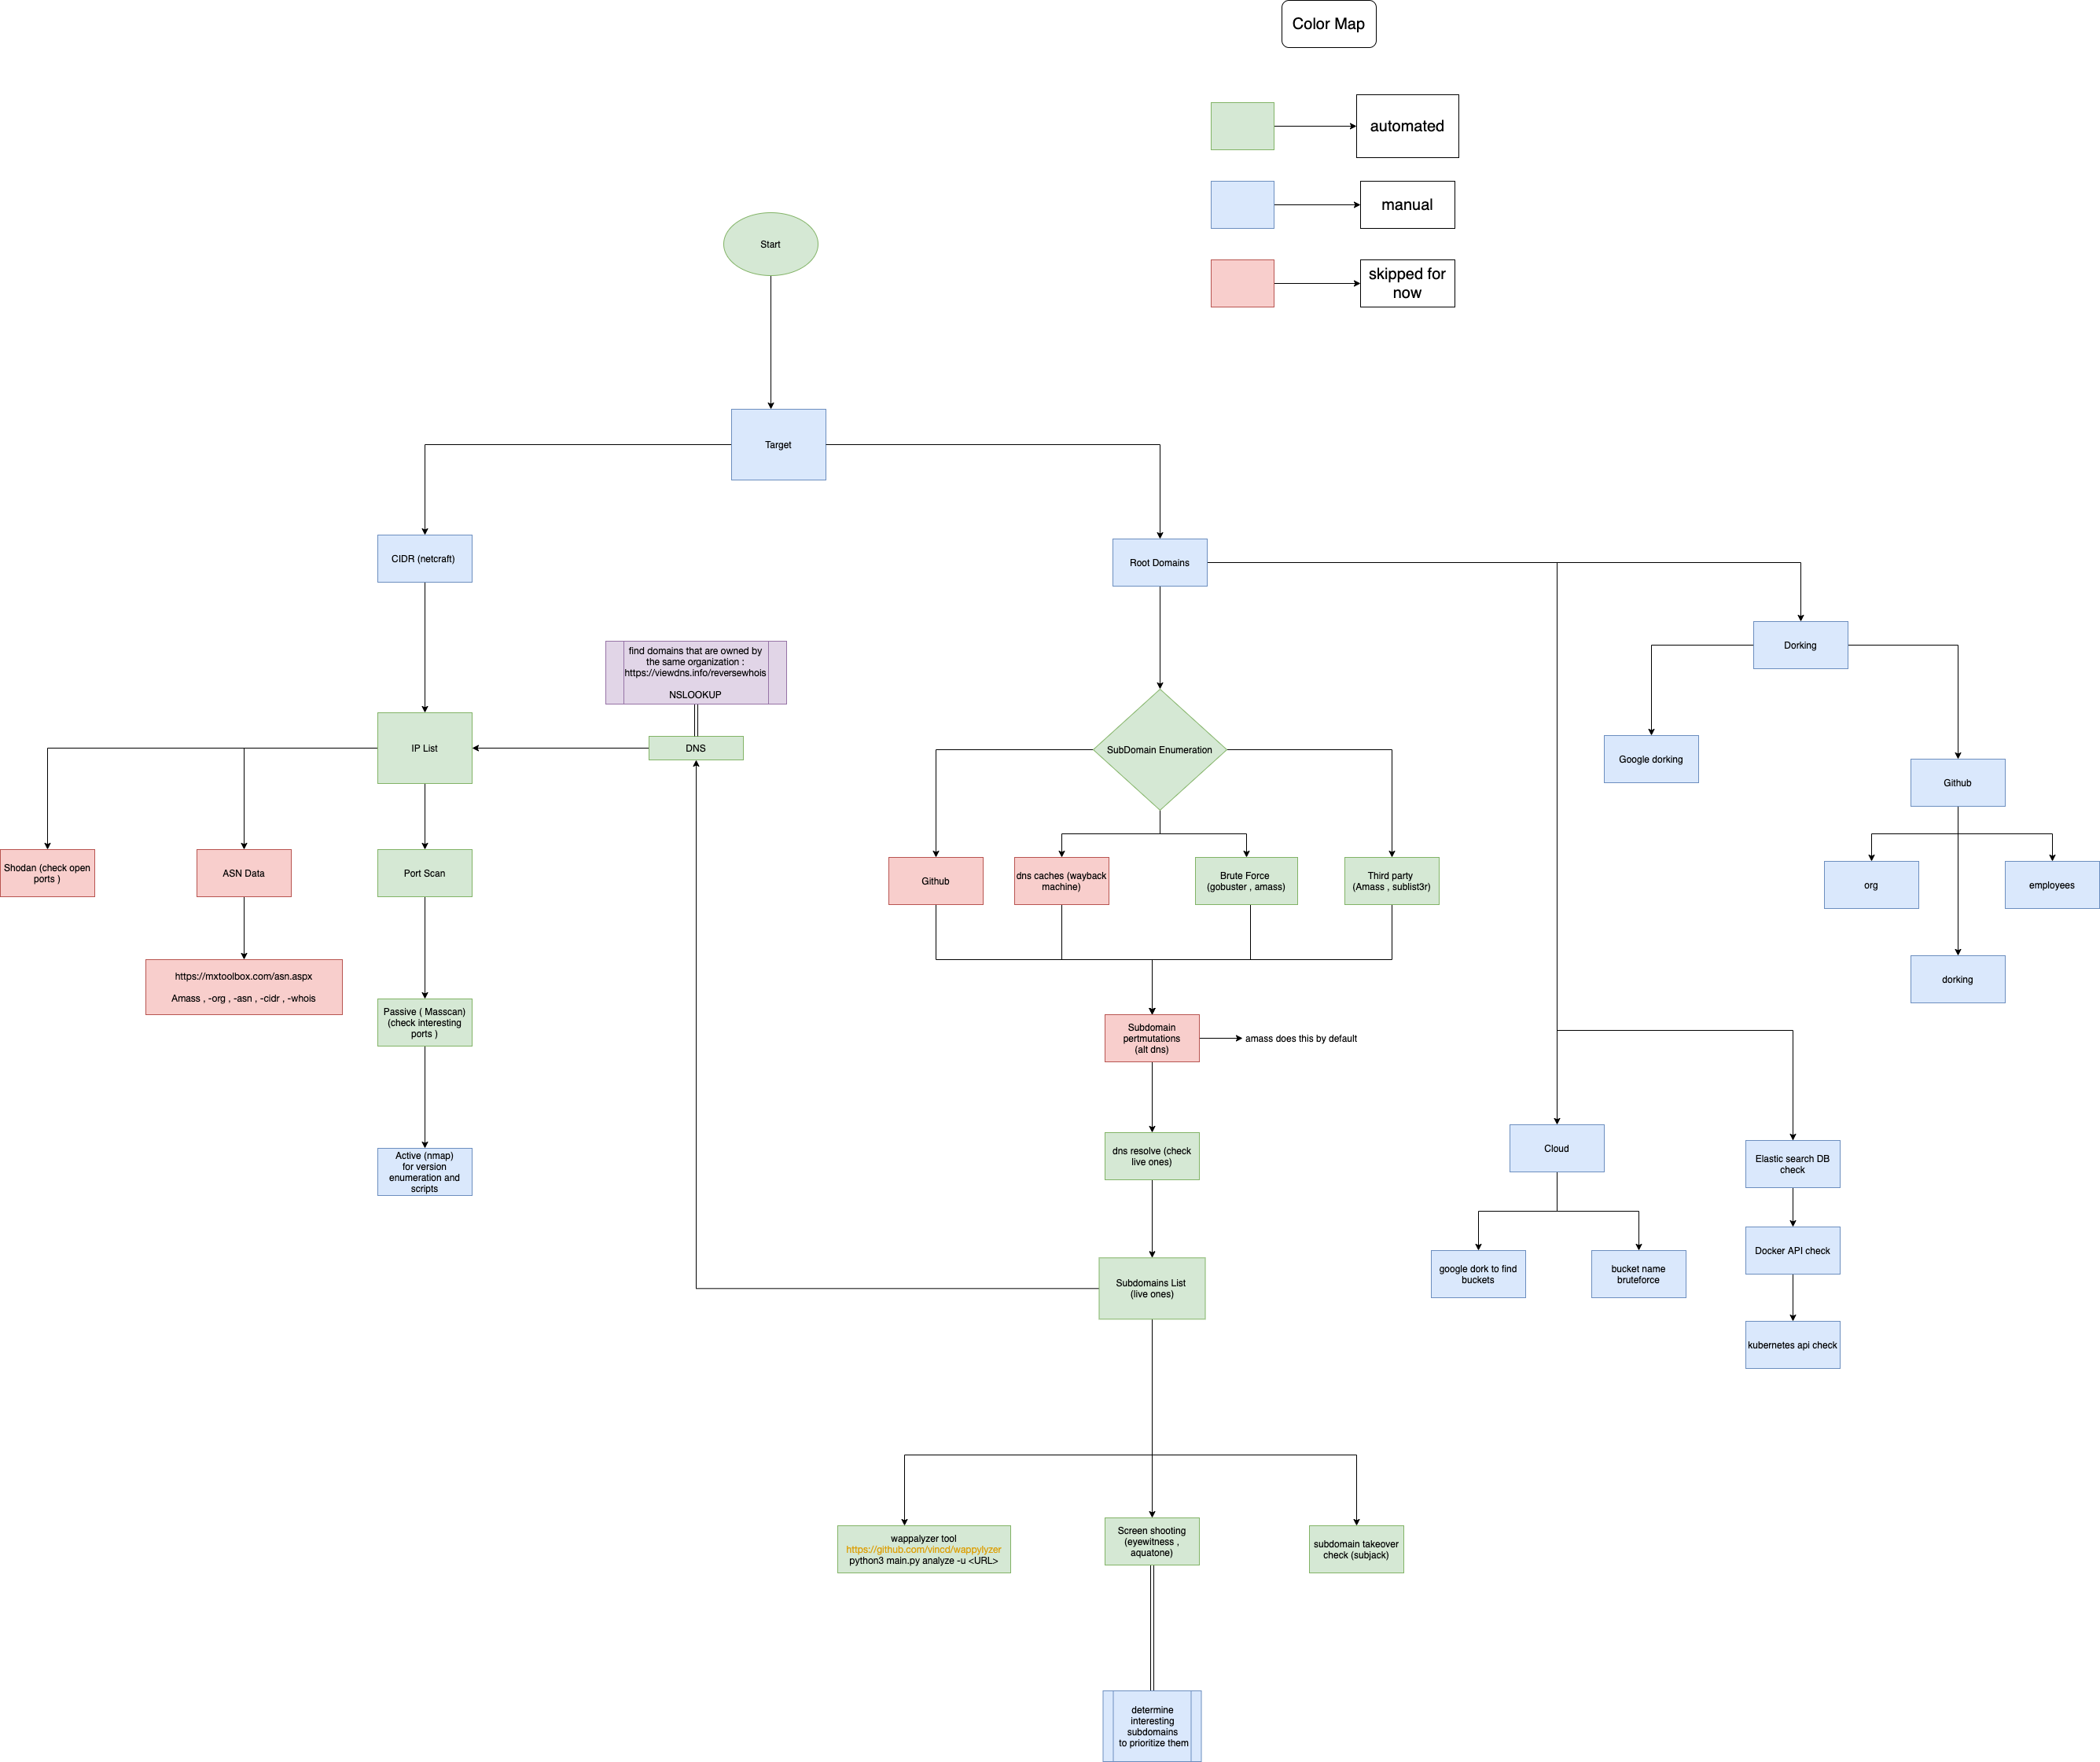 Color Map
automated
manual
skipped for
now
Start
Target
CIDR (netcraft)
Root Domains
Dorking
find domains that are owned by
the same organization :
https://viewdns.info/reversewhois
NSLOOKUP
IP List
DNS
SubDomain Enumeration
Google dorking
Github
Shodan (check open
ports )
ASN Data
Port Scan
Github
dns caches (wayback
machine)
Brute Force
(gobuster , amass)
Third party
(Amass , sublist3r)
org
employees
https://mxtoolbox.com/asn.aspx
Amass , -org , -asn , -cidr , -whois
dorking
Passive ( Masscan)
(check interesting
ports )
Subdomain
pertmutations
(alt dns)
amass does this by default
Active (nmap)
for version
enumeration and
scripts
dns resolve (check
live ones)
Cloud
Elastic search DB
check
Docker API check
Subdomains List
(live ones)
google dork to find
buckets
bucket name
bruteforce
kubernetes api check
wappalyzer tool
https://github.com/vincd/wappylyzer
python3 main.py analyze -u <URL>
Screen shooting
(eyewitness ,
aquatone)
subdomain takeover
check (subjack)
determine
interesting
subdomains
to prioritize them